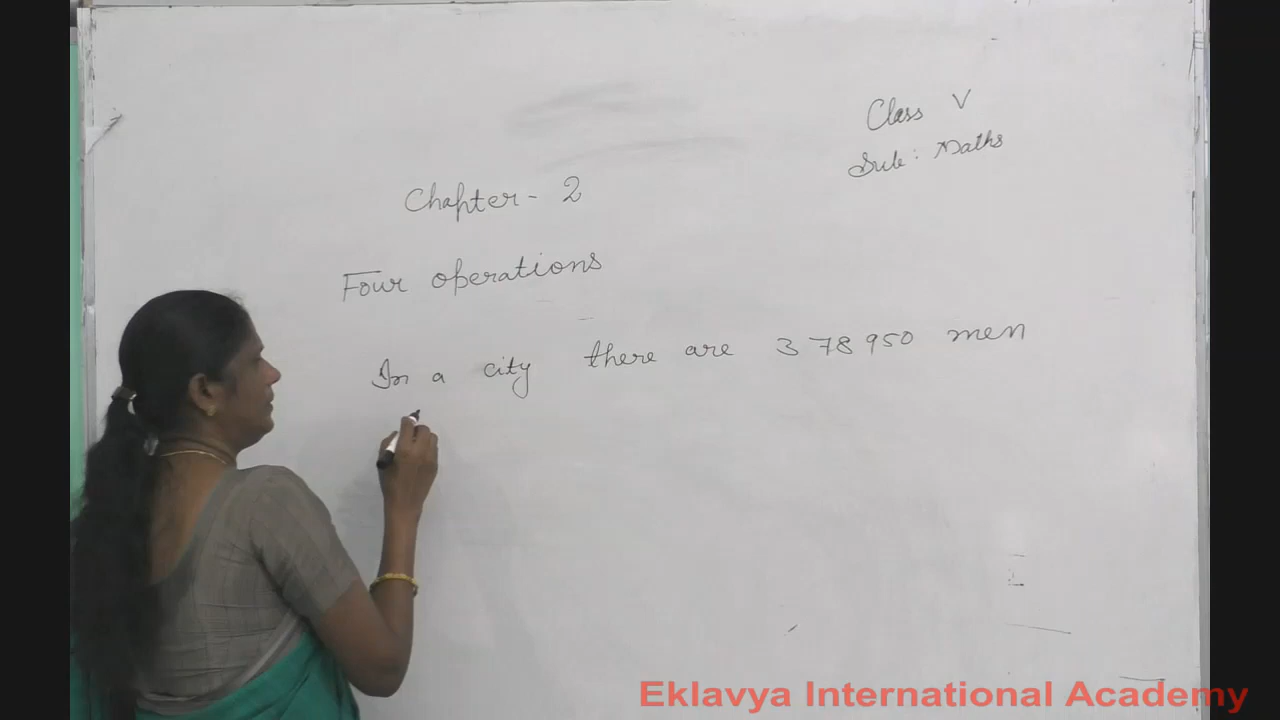 Class V
Sub: Maths
Chapter - 2
Four operations
In a city there are 378950 men
Eklavya International Academy